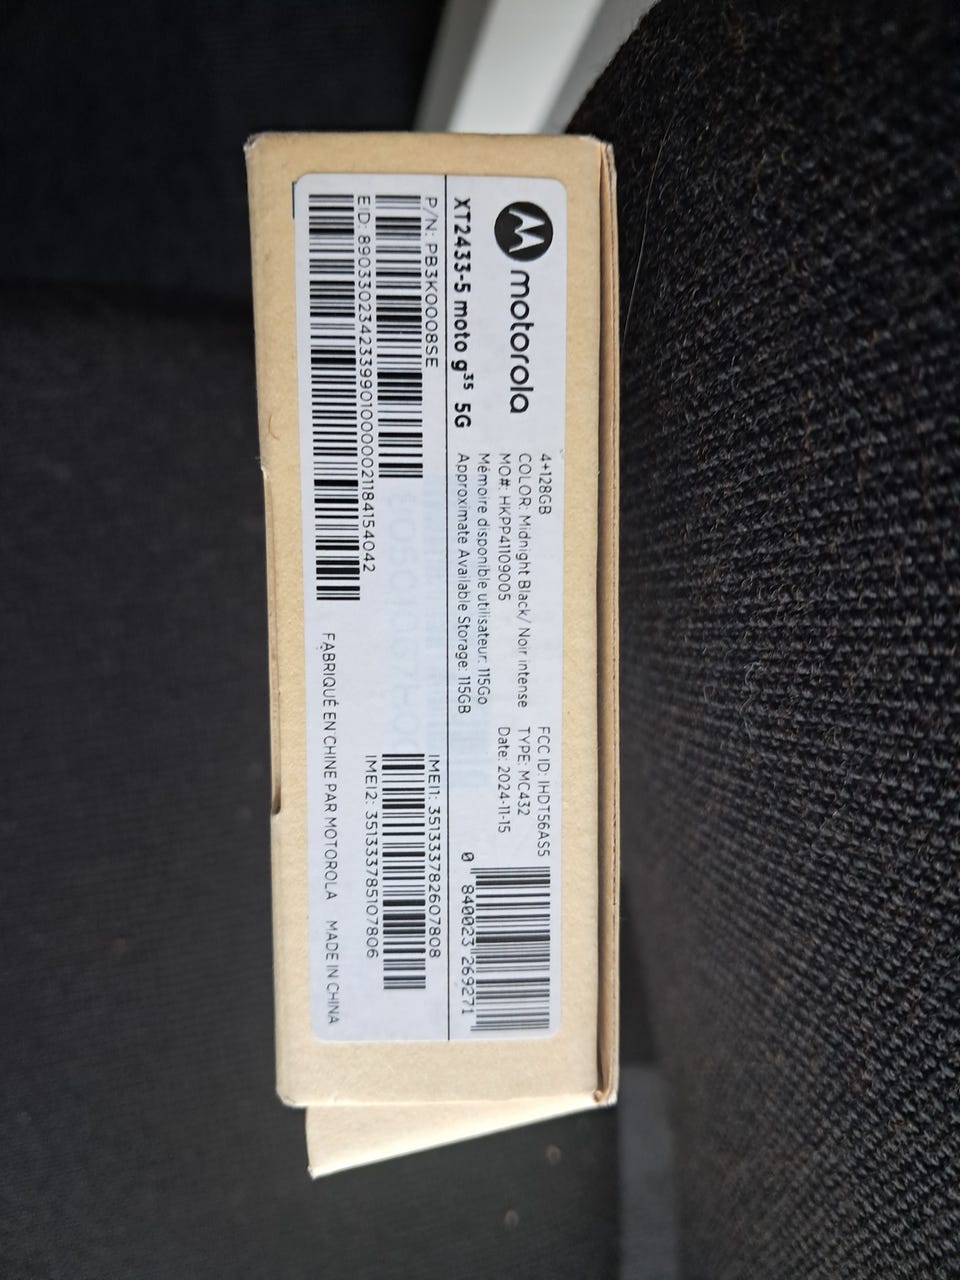 motorola
XT2433-5 moto g35 5G
4+128GB
COLOR: Midnight Black/ Noir intense
MO#: HKPP41109005
Mémoire disponible utilisateur: 115Go
Approximate Available Storage: 115GB
FCC ID: IHDT56AS5
TYPE: MC432
Date: 2024-11-15
0 840023 269271
P/N: PB3K0008SE
EID: 89033023423399010000021184154042
IMEI1: 351333782607808
IMEI2: 351333785107806
FABRIQUÉ EN CHINE PAR MOTOROLA MADE IN CHINA